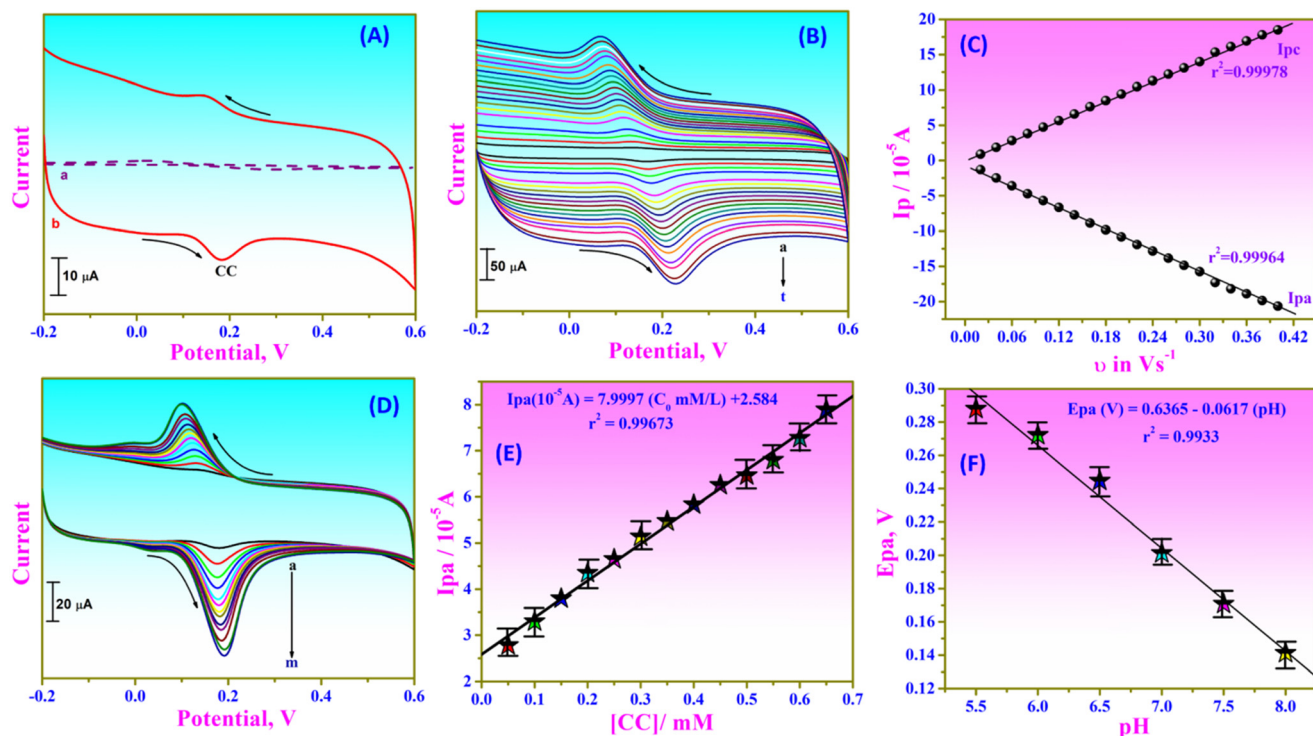 (A)
Current
a
b
CC
10 µA
-0.2 0.0 0.2 0.4 0.6
Potential, V
(B)
Current
50 µA
a
t
-0.2 0.0 0.2 0.4 0.6
Potential, V
(C)
Ip / 10⁻⁵ A
20
15
10
5
0
-5
-10
-15
-20
Ipc
r²=0.99978
r²=0.99964
Ipa
0.00 0.06 0.12 0.18 0.24 0.30 0.36 0.42
υ in Vs⁻¹
(D)
Current
20 µA
a
m
-0.2 0.0 0.2 0.4 0.6
Potential, V
Ipa / 10⁻⁵ A
8
7
6
5
4
3
2
Ipa(10⁻⁵A) = 7.9997 (C₀ mM/L) +2.584
r² = 0.99673
(E)
0.0 0.1 0.2 0.3 0.4 0.5 0.6 0.7
[CC]/ mM
Epa, V
0.30
0.28
0.26
0.24
0.22
0.20
0.18
0.16
0.14
0.12
Epa (V) = 0.6365 - 0.0617 (pH)
r² = 0.9933
(F)
5.5 6.0 6.5 7.0 7.5 8.0
pH